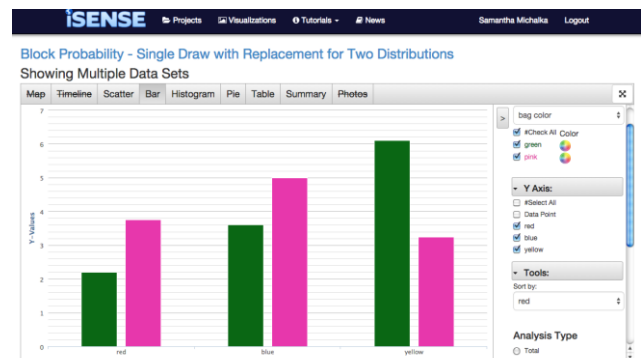 iSENSE Projects Visualizations Tutorials News Samantha Michalka Logout
Block Probability - Single Draw with Replacement for Two Distributions
Showing Multiple Data Sets
Map Timeline Scatter Bar Histogram Pie Table Summary Photos
7
6
5
4
3
2
1
0
Y-Values
red blue yellow
>
bag color
#Check All Color
green
pink
Y Axis:
#Select All
Data Point
red
blue
yellow
Tools:
Sort by:
red
Analysis Type
Total